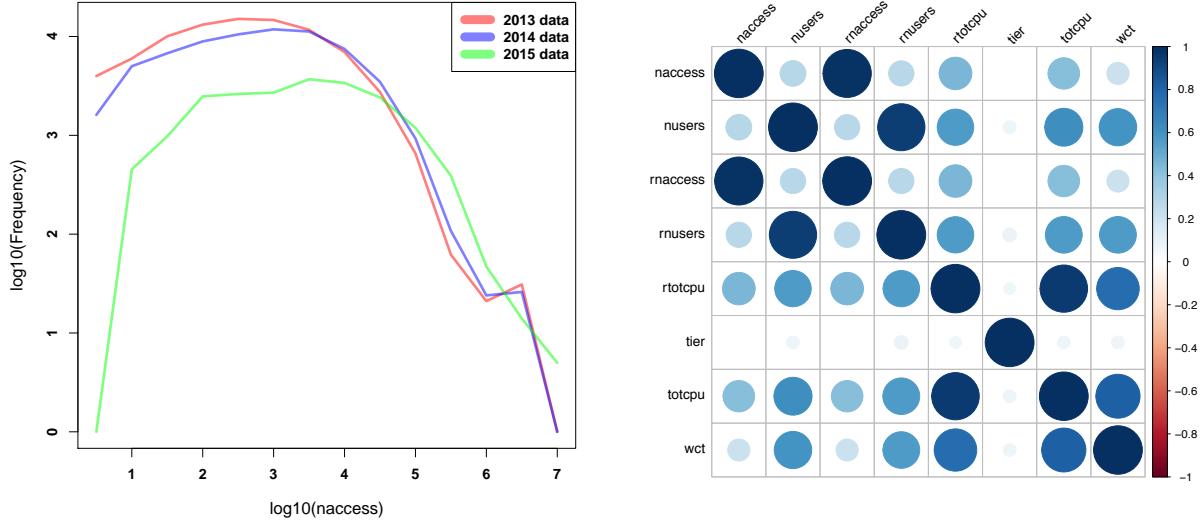 2013 data
2014 data
2015 data
log10(Frequency)
0
1
2
3
4
1 2 3 4 5 6 7
log10(naccess)
naccess nusers rnaccess rnusers rtotcpu tier totcpu wct
naccess
nusers
rnaccess
rnusers
rtotcpu
tier
totcpu
wct
1
0.8
0.6
0.4
0.2
0
−0.2
−0.4
−0.6
−0.8
−1